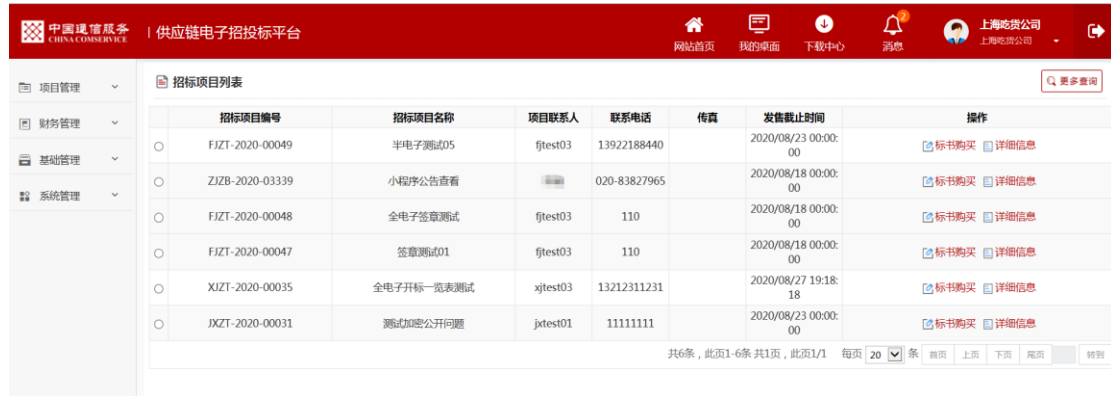 中国通信服务
CHINA COMSERVICE
供应链电子招投标平台
网站首页
我的桌面
下载中心
2
消息
上海吃货公司
上海吃货公司
项目管理
财务管理
基础管理
系统管理
招标项目列表
更多查询
招标项目编号 招标项目名称 项目联系人 联系电话 传真 发售截止时间 操作
FJZT-2020-00049 半电子测试05 fjtest03 13922188440 2020/08/23 00:00:00 标书购买 详细信息
ZJZB-2020-03339 小程序公告查看 020-83827965 2020/08/18 00:00:00 标书购买 详细信息
FJZT-2020-00048 全电子签章测试 fjtest03 110 2020/08/18 00:00:00 标书购买 详细信息
FJZT-2020-00047 签章测试01 fjtest03 110 2020/08/18 00:00:00 标书购买 详细信息
XJZT-2020-00035 全电子开标一览表测试 xjtest03 13212311231 2020/08/27 19:18:18 标书购买 详细信息
JXZT-2020-00031 测试加密公开问题 jxtest01 11111111 2020/08/23 00:00:00 标书购买 详细信息
共6条，此页1-6条 共1页，此页1/1 每页 20 条 首页 上页 下页 尾页 转到